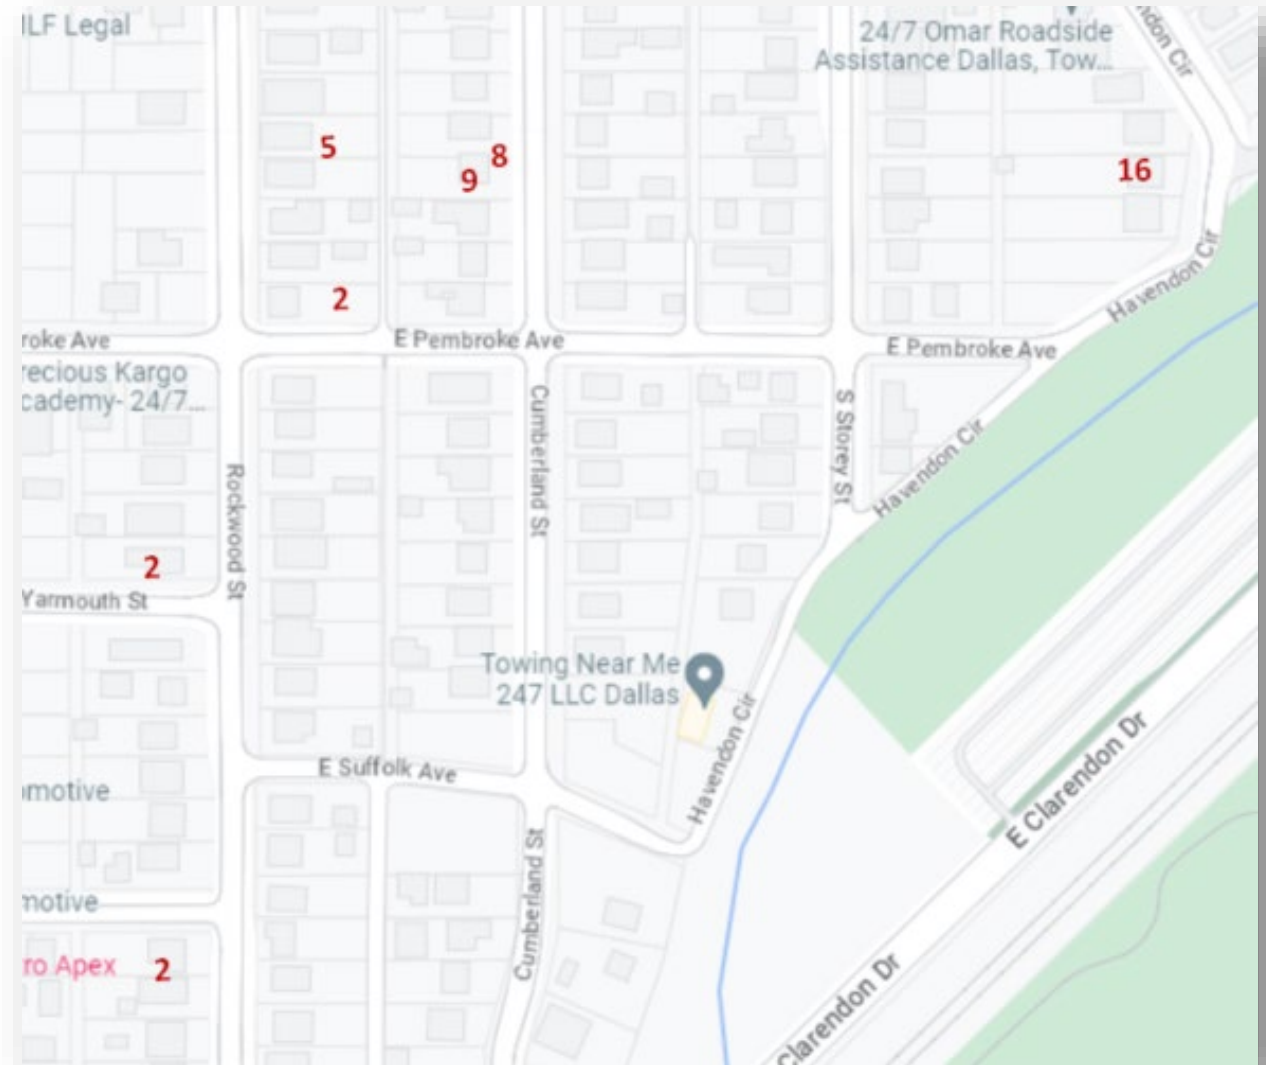 ILF Legal
24/7 Omar Roadside
Assistance Dallas, Tow...
ndon Cir
5
8
9
16
2
Havendon Cir
roke Ave
E Pembroke Ave
E Pembroke Ave
recious Kargo
cademy- 24/7...
Cumberland St
S Storey St
Havendon Cir
Rockwood St
2
Yarmouth St
Towing Near Me
247 LLC Dallas
Havendon Cir
E Suffolk Ave
omotive
E Clarendon Dr
Cumberland St
motive
ro Apex
2
Clarendon Dr